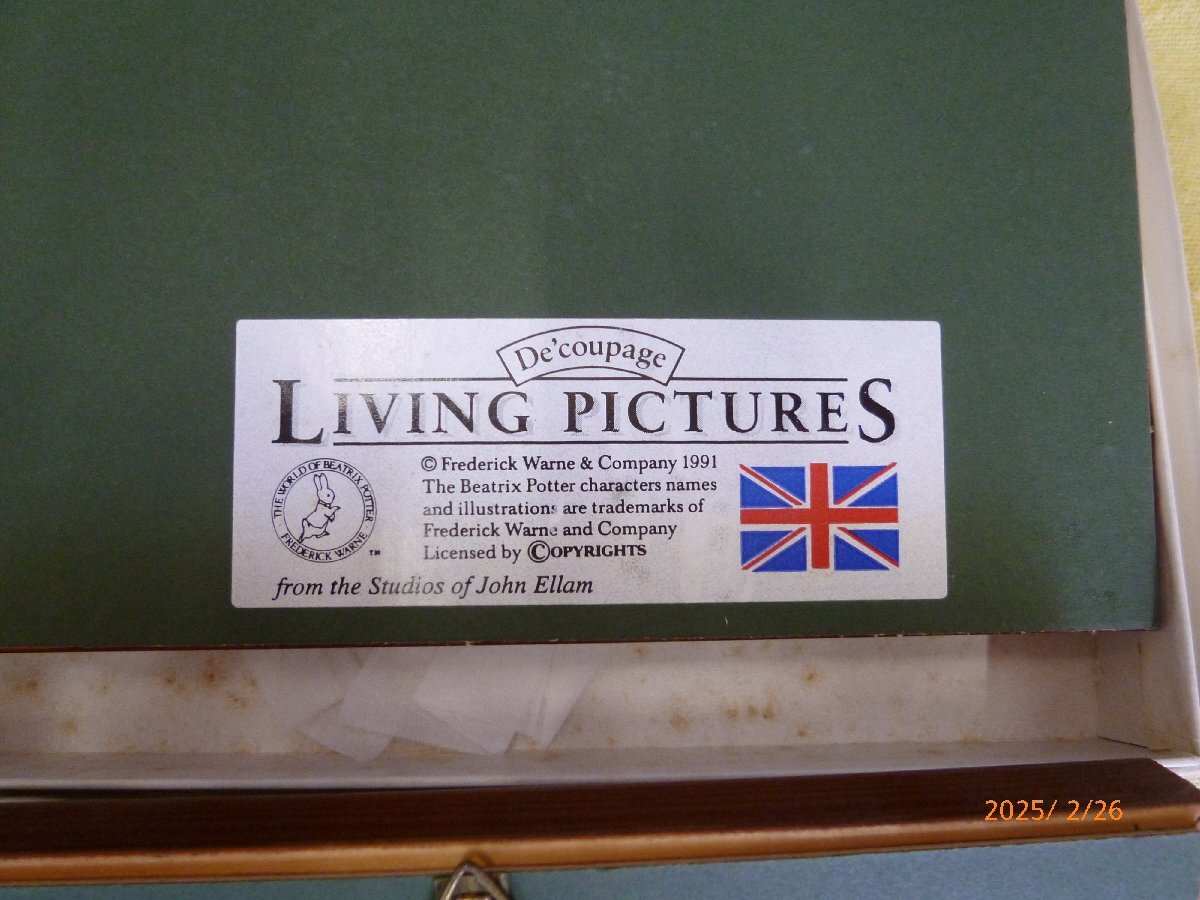 De'coupage
LIVING PICTURES
© Frederick Warne & Company 1991
The Beatrix Potter characters names
and illustrations are trademarks of
Frederick Warne and Company
Licensed by ©OPYRIGHTS
THE WORLD OF BEATRIX POTTER
FREDERICK WARNE
™
from the Studios of John Ellam
2025/ 2/26